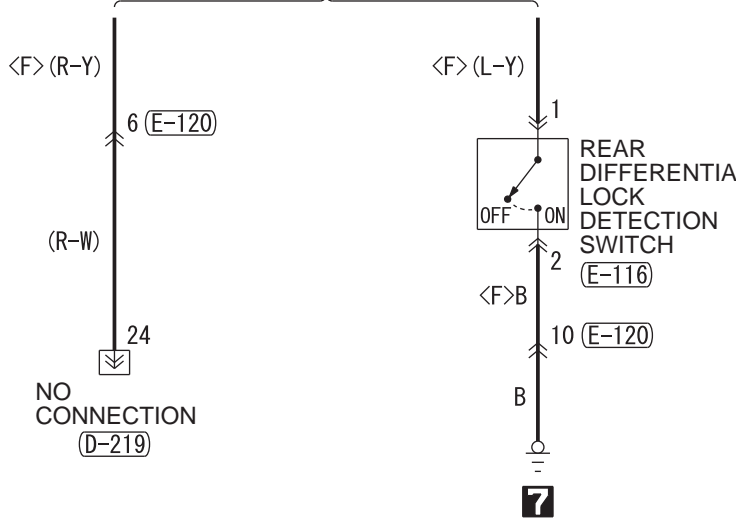 <F>(R-Y)
6 (E-120)
(R-W)
24
NO
CONNECTION
(D-219)
<F>(L-Y)
1
REAR
DIFFERENTIA
LOCK
DETECTION
SWITCH
(E-116)
OFF ON
2
<F>B
10 (E-120)
B
7